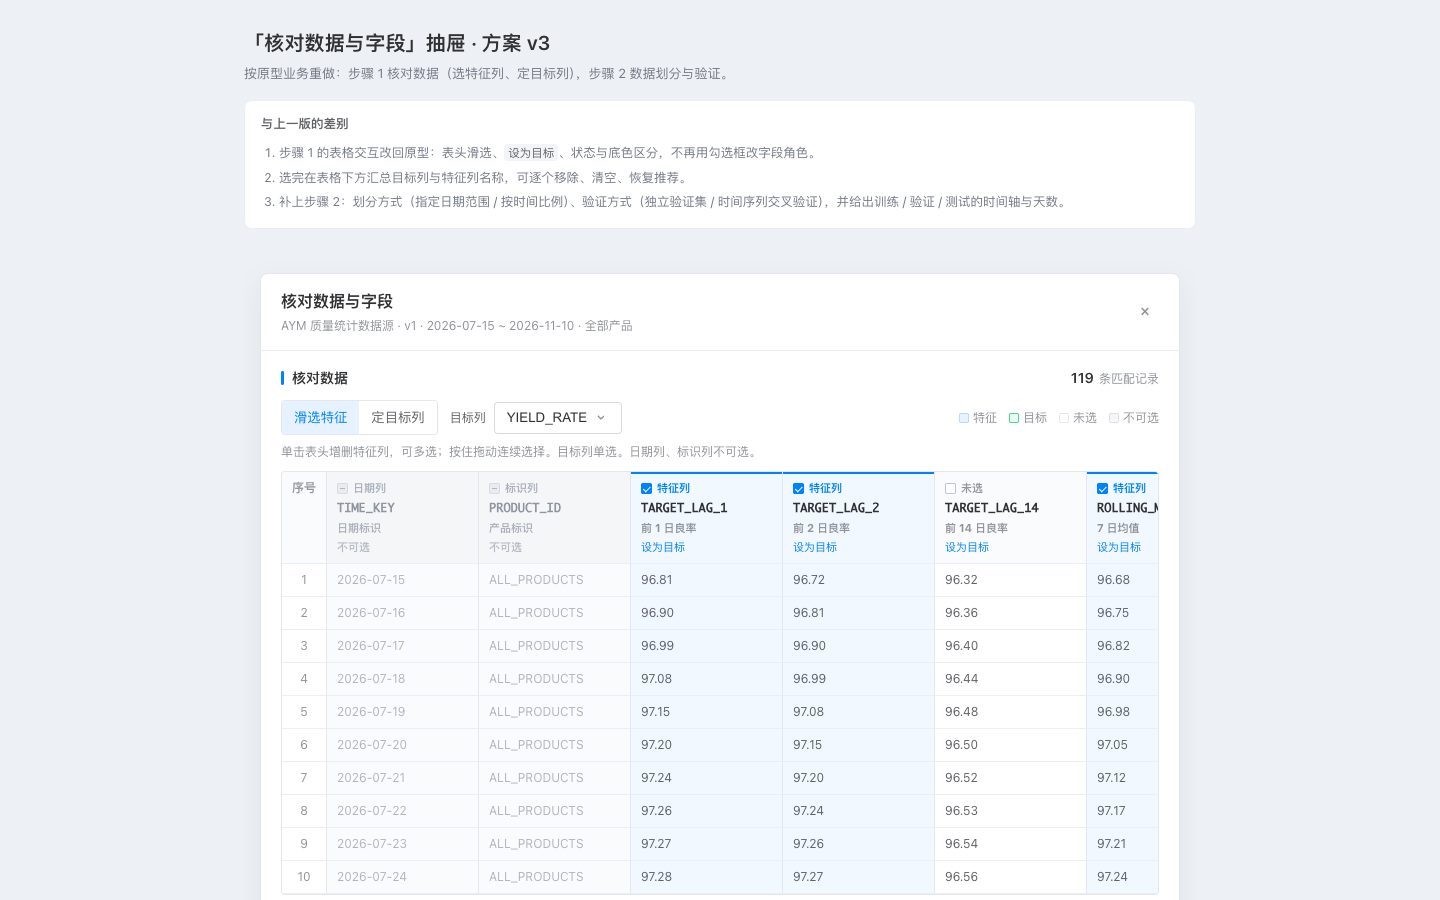 「核对数据与字段」抽屉 · 方案 v3
按原型业务重做：步骤 1 核对数据（选特征列、定目标列），步骤 2 数据划分与验证。
与上一版的差别
1. 步骤 1 的表格交互改回原型：表头滑选、 设为目标 、状态与底色区分，不再用勾选框改字段角色。
2. 选完在表格下方汇总目标列与特征列名称，可逐个移除、清空、恢复推荐。
3. 补上步骤 2：划分方式（指定日期范围 / 按时间比例）、验证方式（独立验证集 / 时间序列交叉验证），并给出训练 / 验证 / 测试的时间轴与天数。
核对数据与字段
×
AYM 质量统计数据源 · v1 · 2026-07-15 ~ 2026-11-10 · 全部产品
核对数据 119 条匹配记录
滑选特征 定目标列 目标列 YIELD_RATE 特征 目标 未选 不可选
单击表头增删特征列，可多选；按住拖动连续选择。目标列单选。日期列、标识列不可选。
序号 日期列 标识列 特征列 特征列 未选 特征列
TIME_KEY PRODUCT_ID TARGET_LAG_1 TARGET_LAG_2 TARGET_LAG_14 ROLLING_
日期标识 产品标识 前 1 日良率 前 2 日良率 前 14 日良率 7 日均值
不可选 不可选 设为目标 设为目标 设为目标 设为目标
1 2026-07-15 ALL_PRODUCTS 96.81 96.72 96.32 96.68
2 2026-07-16 ALL_PRODUCTS 96.90 96.81 96.36 96.75
3 2026-07-17 ALL_PRODUCTS 96.99 96.90 96.40 96.82
4 2026-07-18 ALL_PRODUCTS 97.08 96.99 96.44 96.90
5 2026-07-19 ALL_PRODUCTS 97.15 97.08 96.48 96.98
6 2026-07-20 ALL_PRODUCTS 97.20 97.15 96.50 97.05
7 2026-07-21 ALL_PRODUCTS 97.24 97.20 96.52 97.12
8 2026-07-22 ALL_PRODUCTS 97.26 97.24 96.53 97.17
9 2026-07-23 ALL_PRODUCTS 97.27 97.26 96.54 97.21
10 2026-07-24 ALL_PRODUCTS 97.28 97.27 96.56 97.24